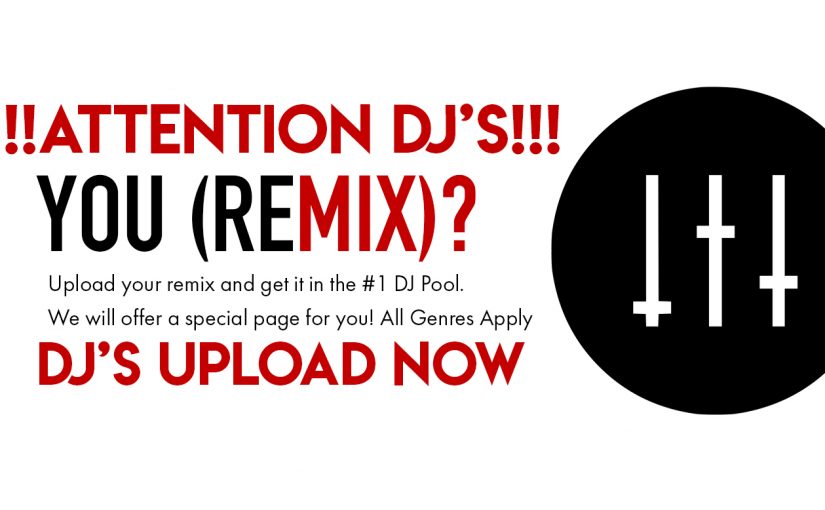 !!ATTENTION DJ'S!!!
YOU (REMIX)?
Upload your remix and get it in the #1 DJ Pool.
We will offer a special page for you! All Genres Apply
DJ'S UPLOAD NOW